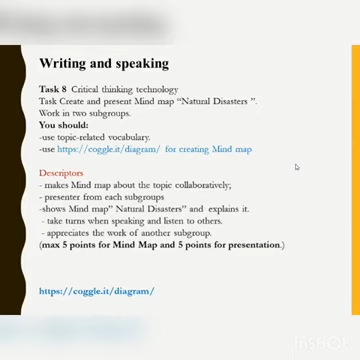 Writing and speaking
Task 8 Critical thinking technology
Task Create and present Mind map "Natural Disasters ".
Work in two subgroups.
You should:
-use topic-related vocabulary.
-use https://coggle.it/diagram/ for creating Mind map
Descriptors
- makes Mind map about the topic collaboratively;
- presenter from each subgroups
-shows Mind map" Natural Disasters" and explains it.
- take turns when speaking and listen to others.
- appreciates the work of another subgroup.
(max 5 points for Mind Map and 5 points for presentation.)
https://coggle.it/diagram/
InShOt